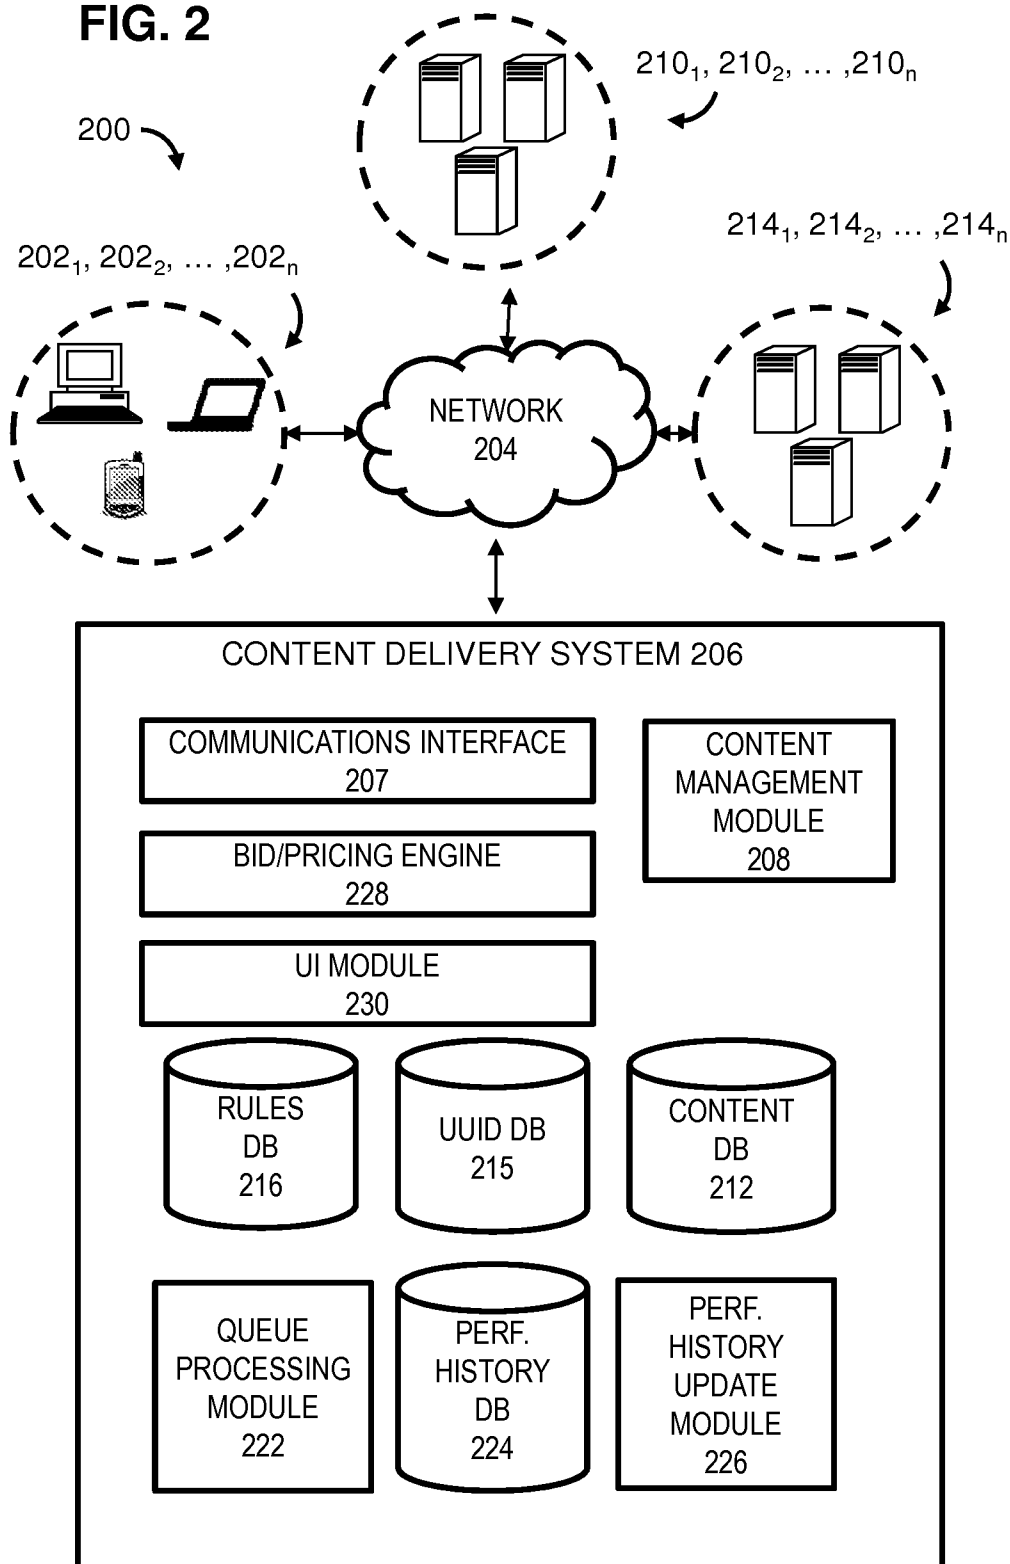 FIG. 2
210₁, 210₂, … ,210ₙ
200
214₁, 214₂, … ,214ₙ
202₁, 202₂, … ,202ₙ
NETWORK
204
CONTENT DELIVERY SYSTEM 206
COMMUNICATIONS INTERFACE
207
CONTENT
MANAGEMENT
MODULE
208
BID/PRICING ENGINE
228
UI MODULE
230
RULES
DB
216
UUID DB
215
CONTENT
DB
212
QUEUE
PROCESSING
MODULE
222
PERF.
HISTORY
DB
224
PERF.
HISTORY
UPDATE
MODULE
226